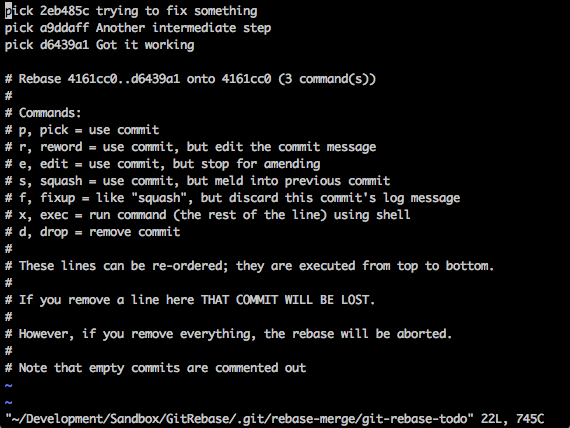 pick 2eb485c trying to fix something
pick a9ddaff Another intermediate step
pick d6439a1 Got it working

# Rebase 4161cc0..d6439a1 onto 4161cc0 (3 command(s))
#
# Commands:
# p, pick = use commit
# r, reword = use commit, but edit the commit message
# e, edit = use commit, but stop for amending
# s, squash = use commit, but meld into previous commit
# f, fixup = like "squash", but discard this commit's log message
# x, exec = run command (the rest of the line) using shell
# d, drop = remove commit
#
# These lines can be re-ordered; they are executed from top to bottom.
#
# If you remove a line here THAT COMMIT WILL BE LOST.
#
# However, if you remove everything, the rebase will be aborted.
#
# Note that empty commits are commented out
~
~
"~/Development/Sandbox/GitRebase/.git/rebase-merge/git-rebase-todo" 22L, 745C